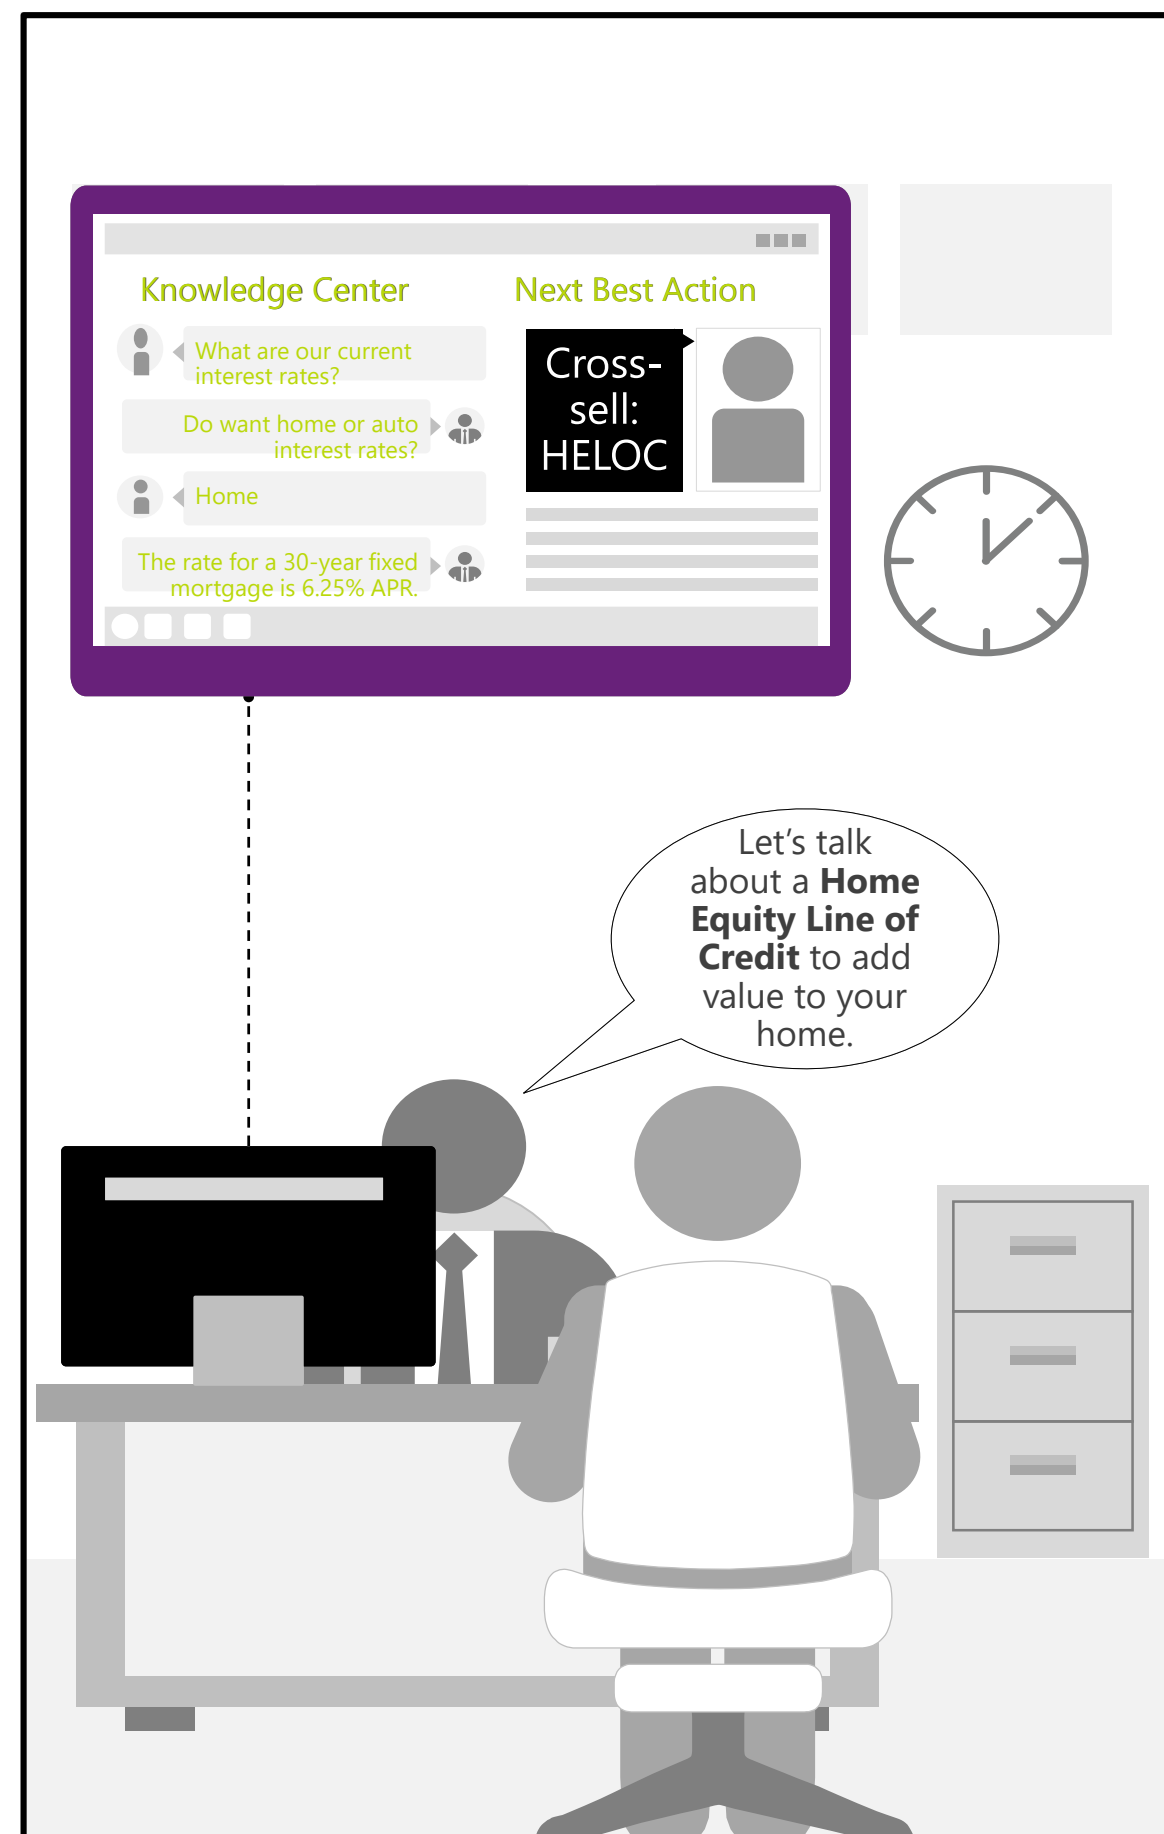 Knowledge Center
What are our current
interest rates?
Do want home or auto
interest rates?
Home
The rate for a 30-year fixed
mortgage is 6.25% APR.
Next Best Action
Cross-
sell:
HELOC
Let’s talk
about a Home
Equity Line of
Credit to add
value to your
home.